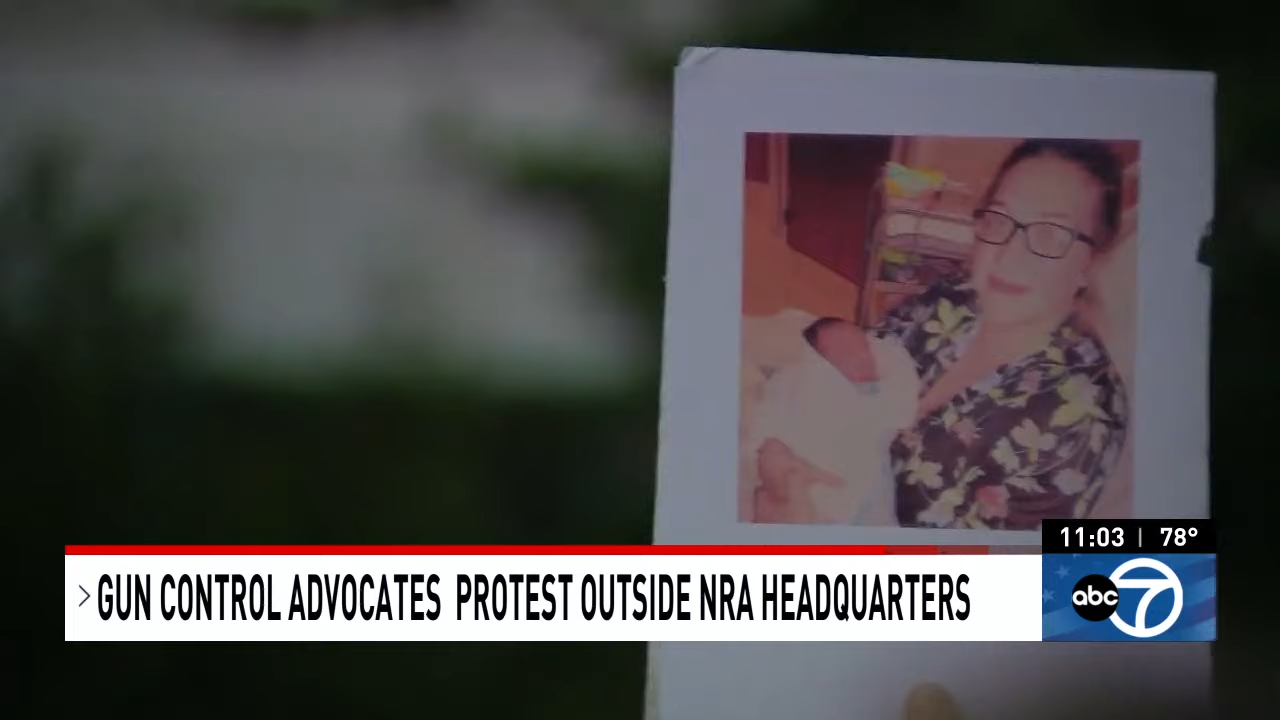 11:03 | 78°
> GUN CONTROL ADVOCATES PROTEST OUTSIDE NRA HEADQUARTERS
abc 7